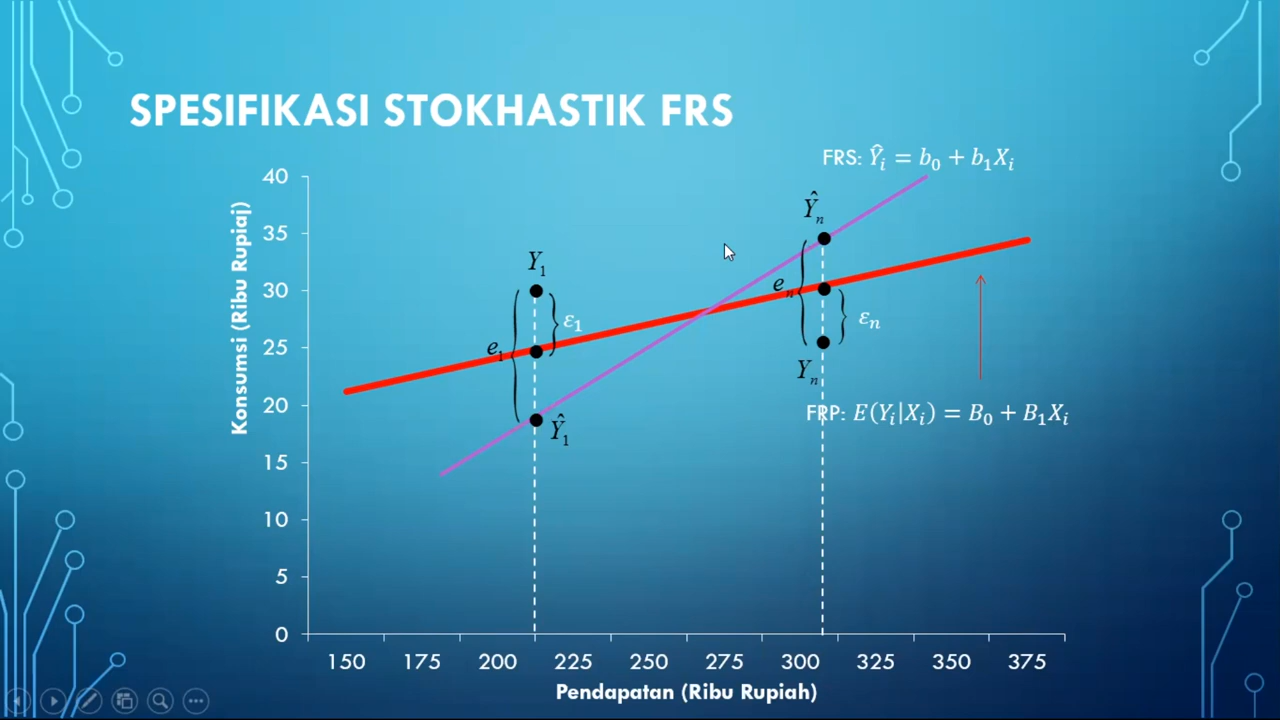 SPESIFIKASI STOKHASTIK FRS
FRS: Ŷᵢ = b₀ + b₁Xᵢ
Konsumsi (Ribu Rupiaj)
40
35
30
25
20
15
10
5
0
Y₁
ε₁
e₁
Ŷ₁
Ŷₙ
eₙ
εₙ
Yₙ
FRP: E(Yᵢ|Xᵢ) = B₀ + B₁Xᵢ
150 175 200 225 250 275 300 325 350 375
Pendapatan (Ribu Rupiah)